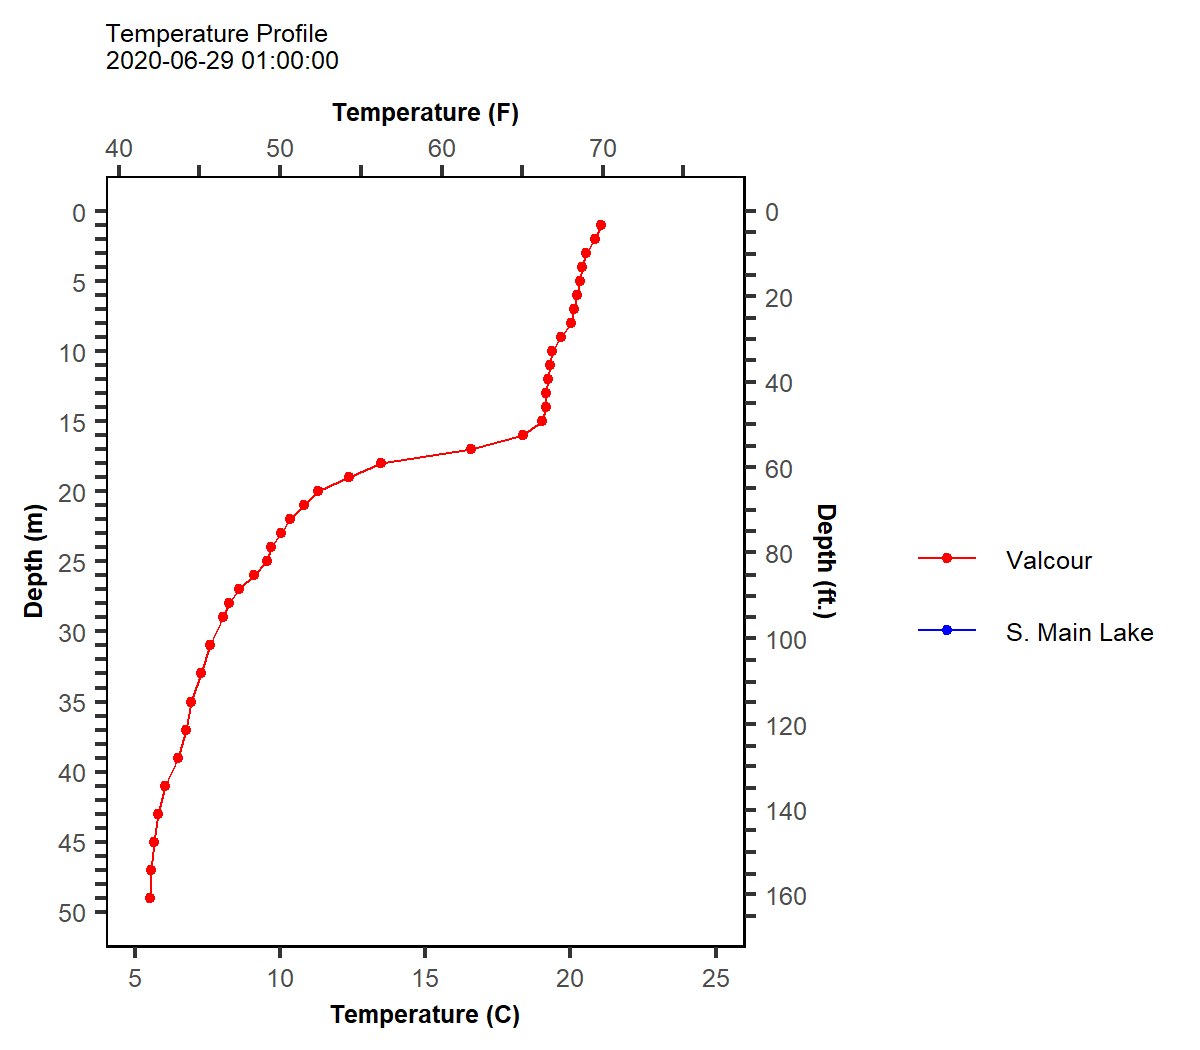 Temperature Profile
2020-06-29 01:00:00
Temperature (F)
40 50 60 70
0
5
10
15
20
25
30
35
40
45
50
Depth (m)
0
20
40
60
80
100
120
140
160
Depth (ft.)
Valcour
S. Main Lake
5 10 15 20 25
Temperature (C)